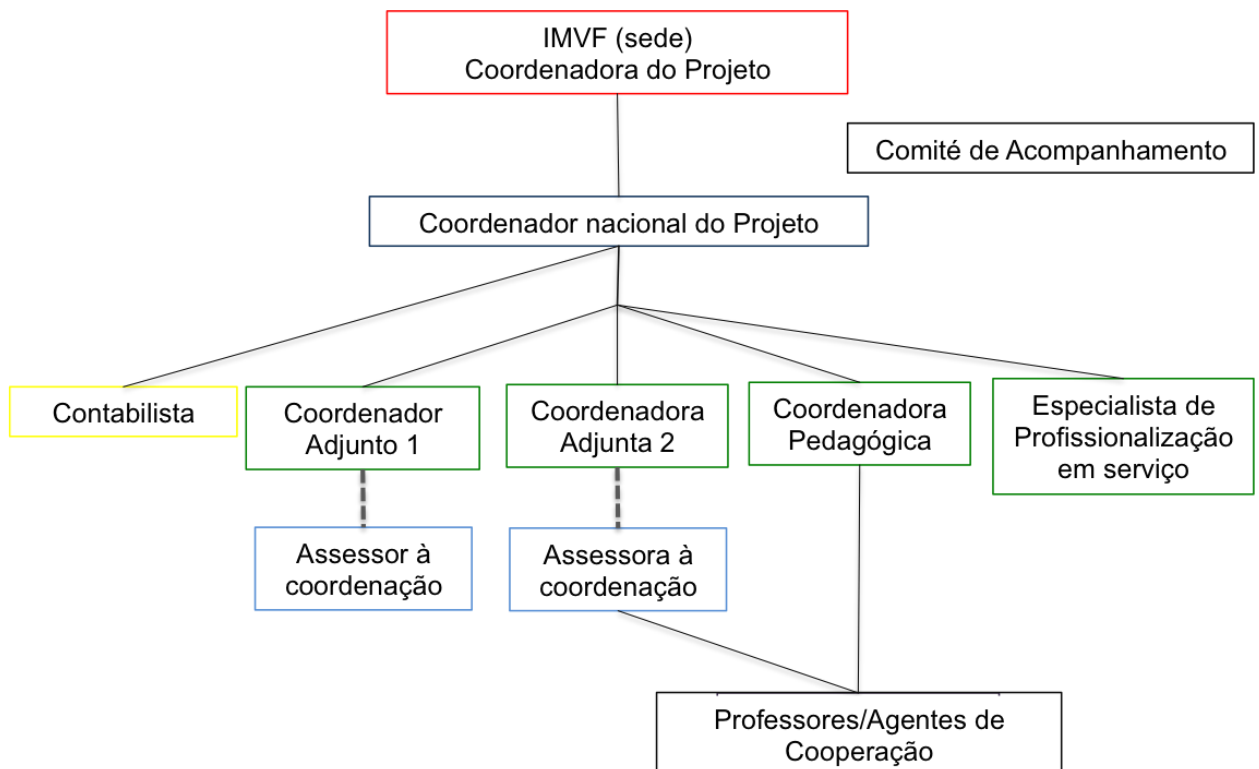 IMVF (sede)
Coordenadora do Projeto
Comité de Acompanhamento
Coordenador nacional do Projeto
Contabilista
Coordenador
Adjunto 1
Coordenadora
Adjunta 2
Coordenadora
Pedagógica
Especialista de
Profissionalização
em serviço
Assessor à
coordenação
Assessora à
coordenação
Professores/Agentes de
Cooperação